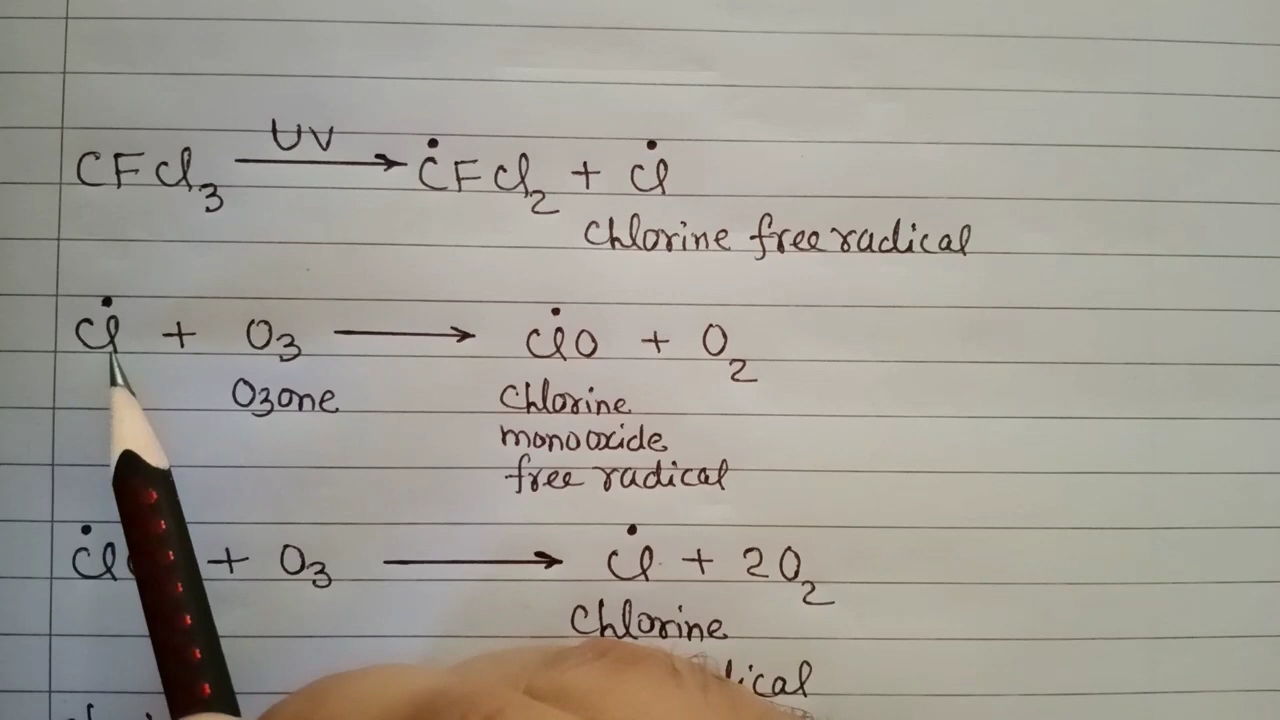 CFCl₃ —UV→ ĊFCl₂ +Ċl
Chlorine free radical
Ċl + O₃ ⟶ ĊlO + O₂
Ozone Chlorine
monooxide
free radical
+ O₃ ⟶ Ċl + 2O₂
Chlorine